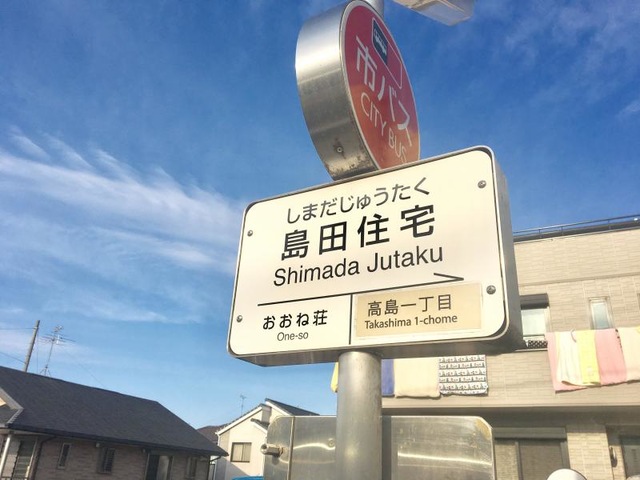 市バス
CITY BUS
しまだじゅうたく
島田住宅
Shimada Jutaku
おおね荘
One-so
高島一丁目
Takashima 1-chome